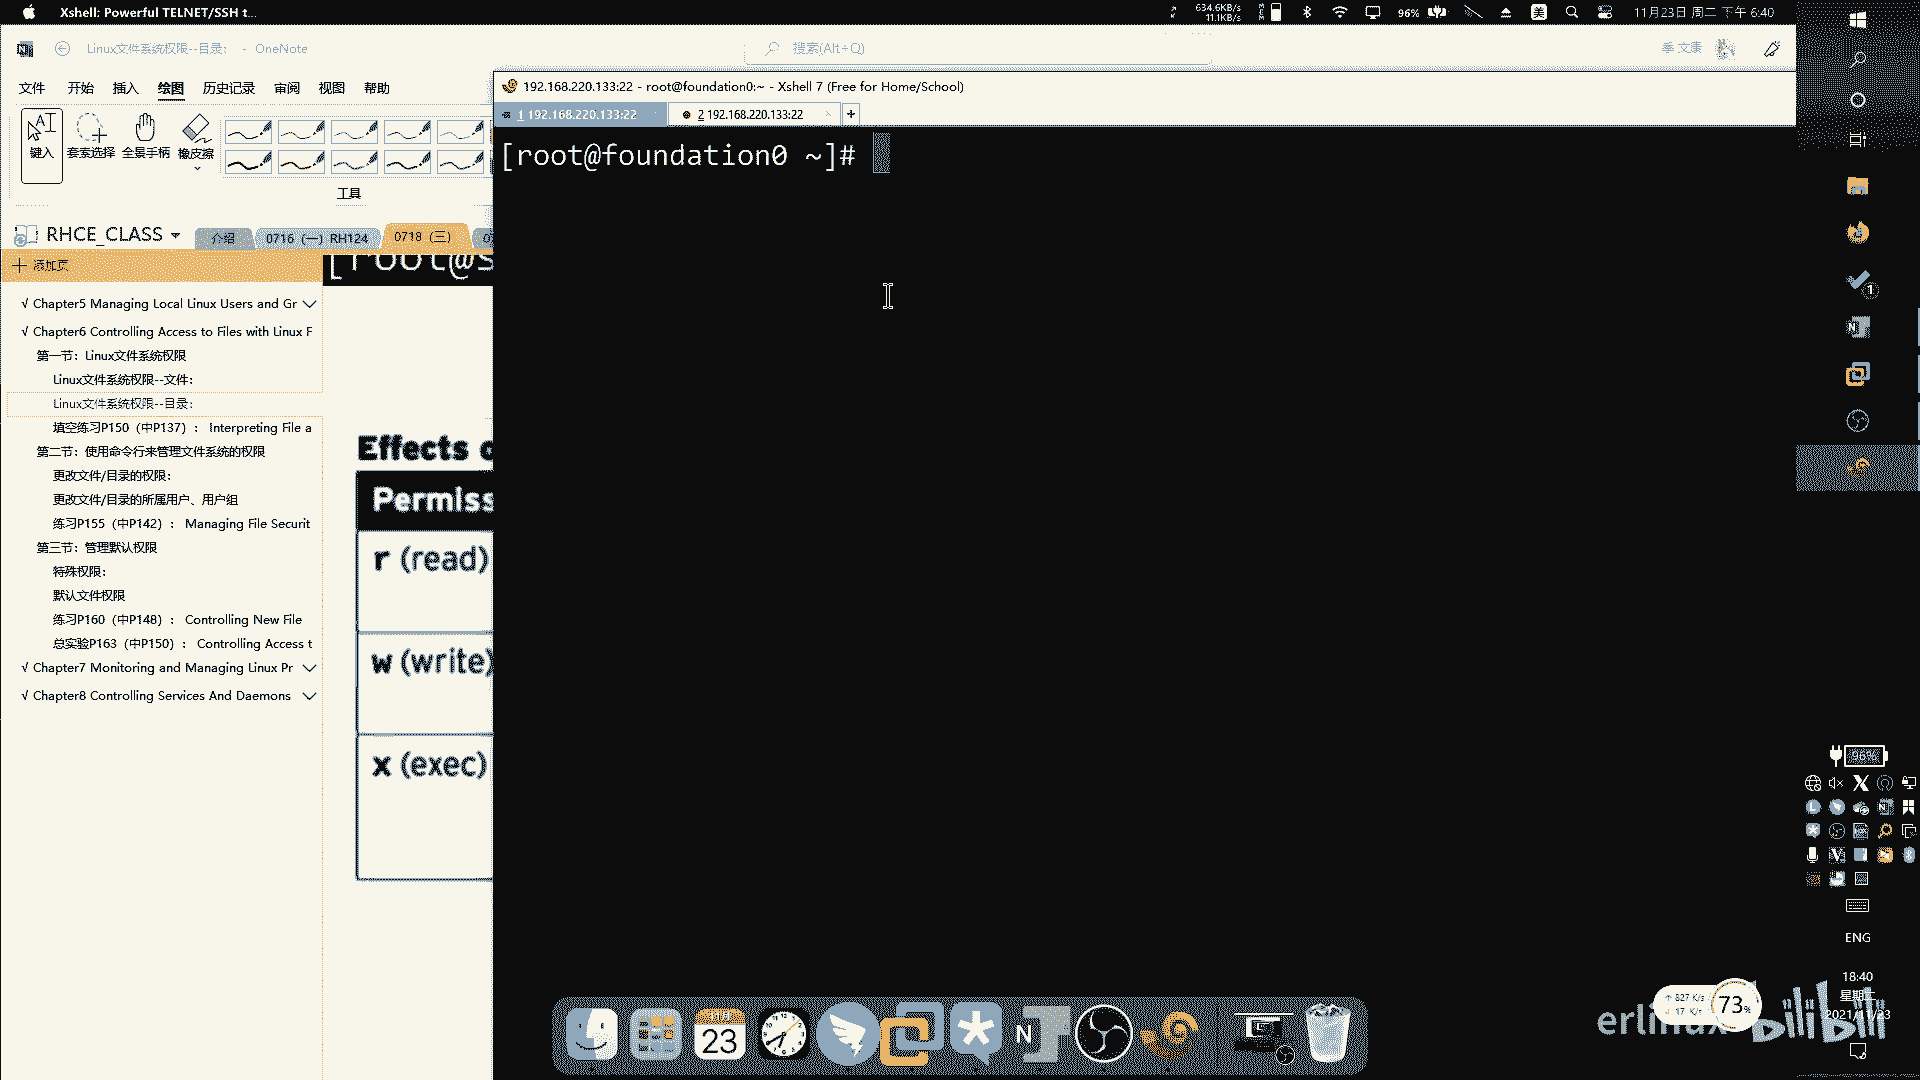 Xshell: Powerful TELNET/SSH t...
634.6KB/s
11.1KB/s
96%
美
11月23日 周二 下午 6:40
Linux文件系统权限--目录: - OneNote
搜索(Alt+Q)
季 文康
文件 开始 插入 绘图 历史记录 审阅 视图 帮助
键入 套索选择 全景手柄 橡皮擦
工具
RHCE_CLASS
介绍
0716（一）RH124
0718（三）
添加页
√ Chapter5 Managing Local Linux Users and Gr
√ Chapter6 Controlling Access to Files with Linux F
第一节: Linux文件系统权限
Linux文件系统权限--文件:
Linux文件系统权限--目录:
填空练习P150（中P137）: Interpreting File a
第二节: 使用命令行来管理文件系统的权限
更改文件/目录的权限:
更改文件/目录的所属用户、用户组
练习P155（中P142）: Managing File Securit
第三节: 管理默认权限
特殊权限:
默认文件权限
练习P160（中P148）: Controlling New File
总实验P163（中P150）: Controlling Access t
√ Chapter7 Monitoring and Managing Linux Pr
√ Chapter8 Controlling Services And Daemons
[root@s
Effects o
Permiss
r (read)
w (write)
x (exec)
192.168.220.133:22 - root@foundation0:~ - Xshell 7 (Free for Home/School)
1 192.168.220.133:22
2 192.168.220.133:22
[root@foundation0 ~]#
96%
ENG
18:40
星期二
2021/11/23
827 K/s
17 K/s
73%
erlinux
bilibili
11月
23